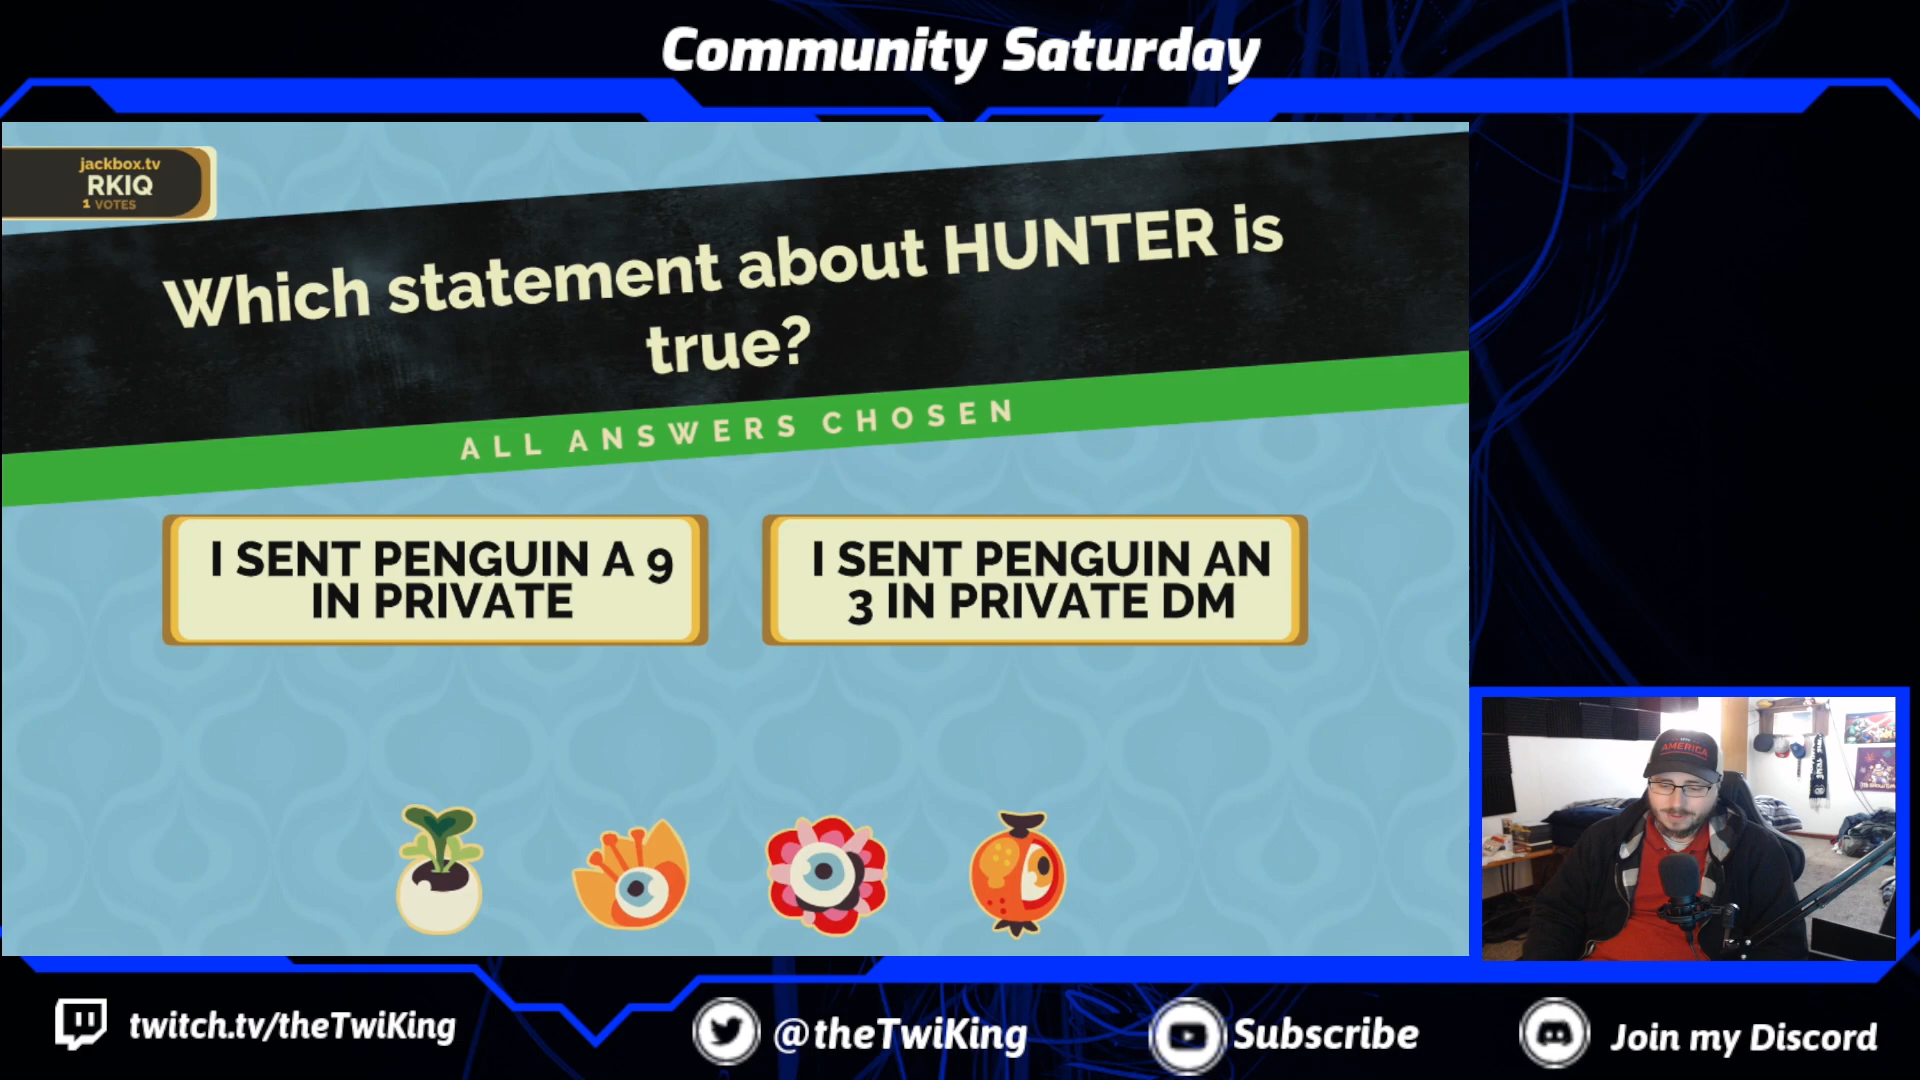 Community Saturday
jackbox.tv
RKIQ
1 VOTES
Which statement about HUNTER is
true?
ALL ANSWERS CHOSEN
I SENT PENGUIN A 9
IN PRIVATE
I SENT PENGUIN AN
3 IN PRIVATE DM
AMERICA
twitch.tv/theTwiKing
@theTwiKing
Subscribe
Join my Discord